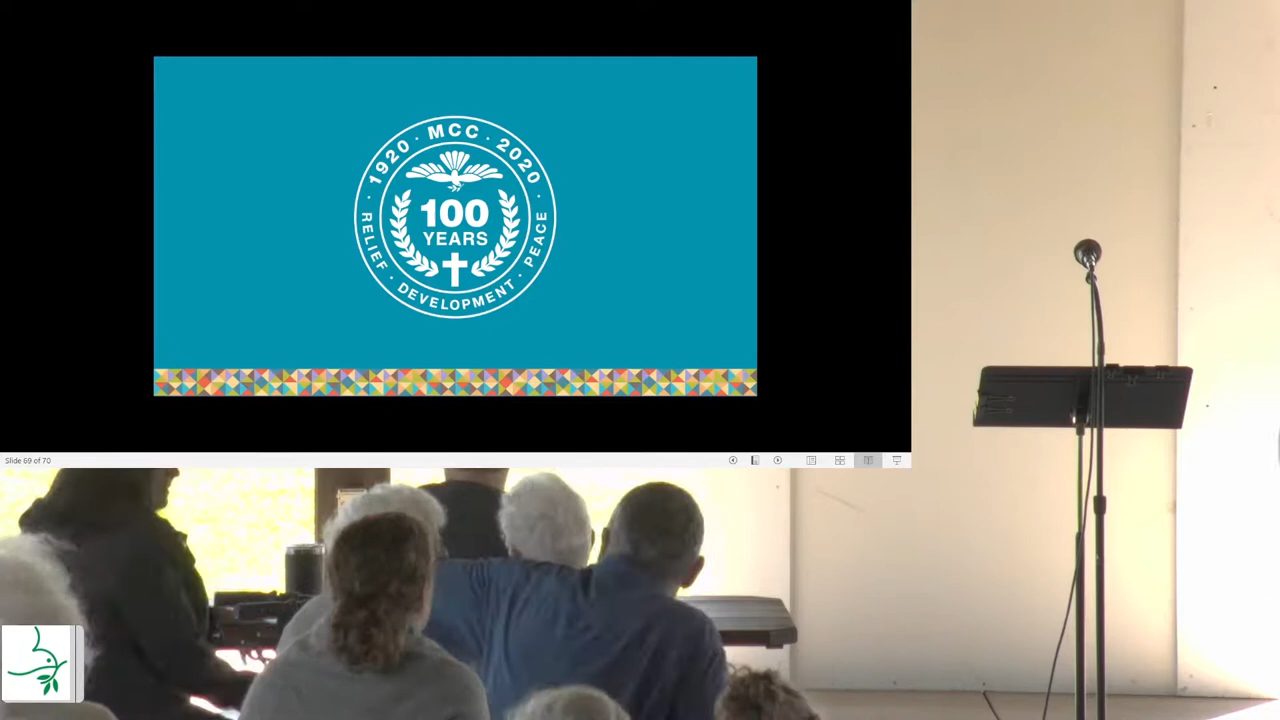 1920 · MCC · 2020
100
YEARS
RELIEF · DEVELOPMENT · PEACE
Slide 69 of 70